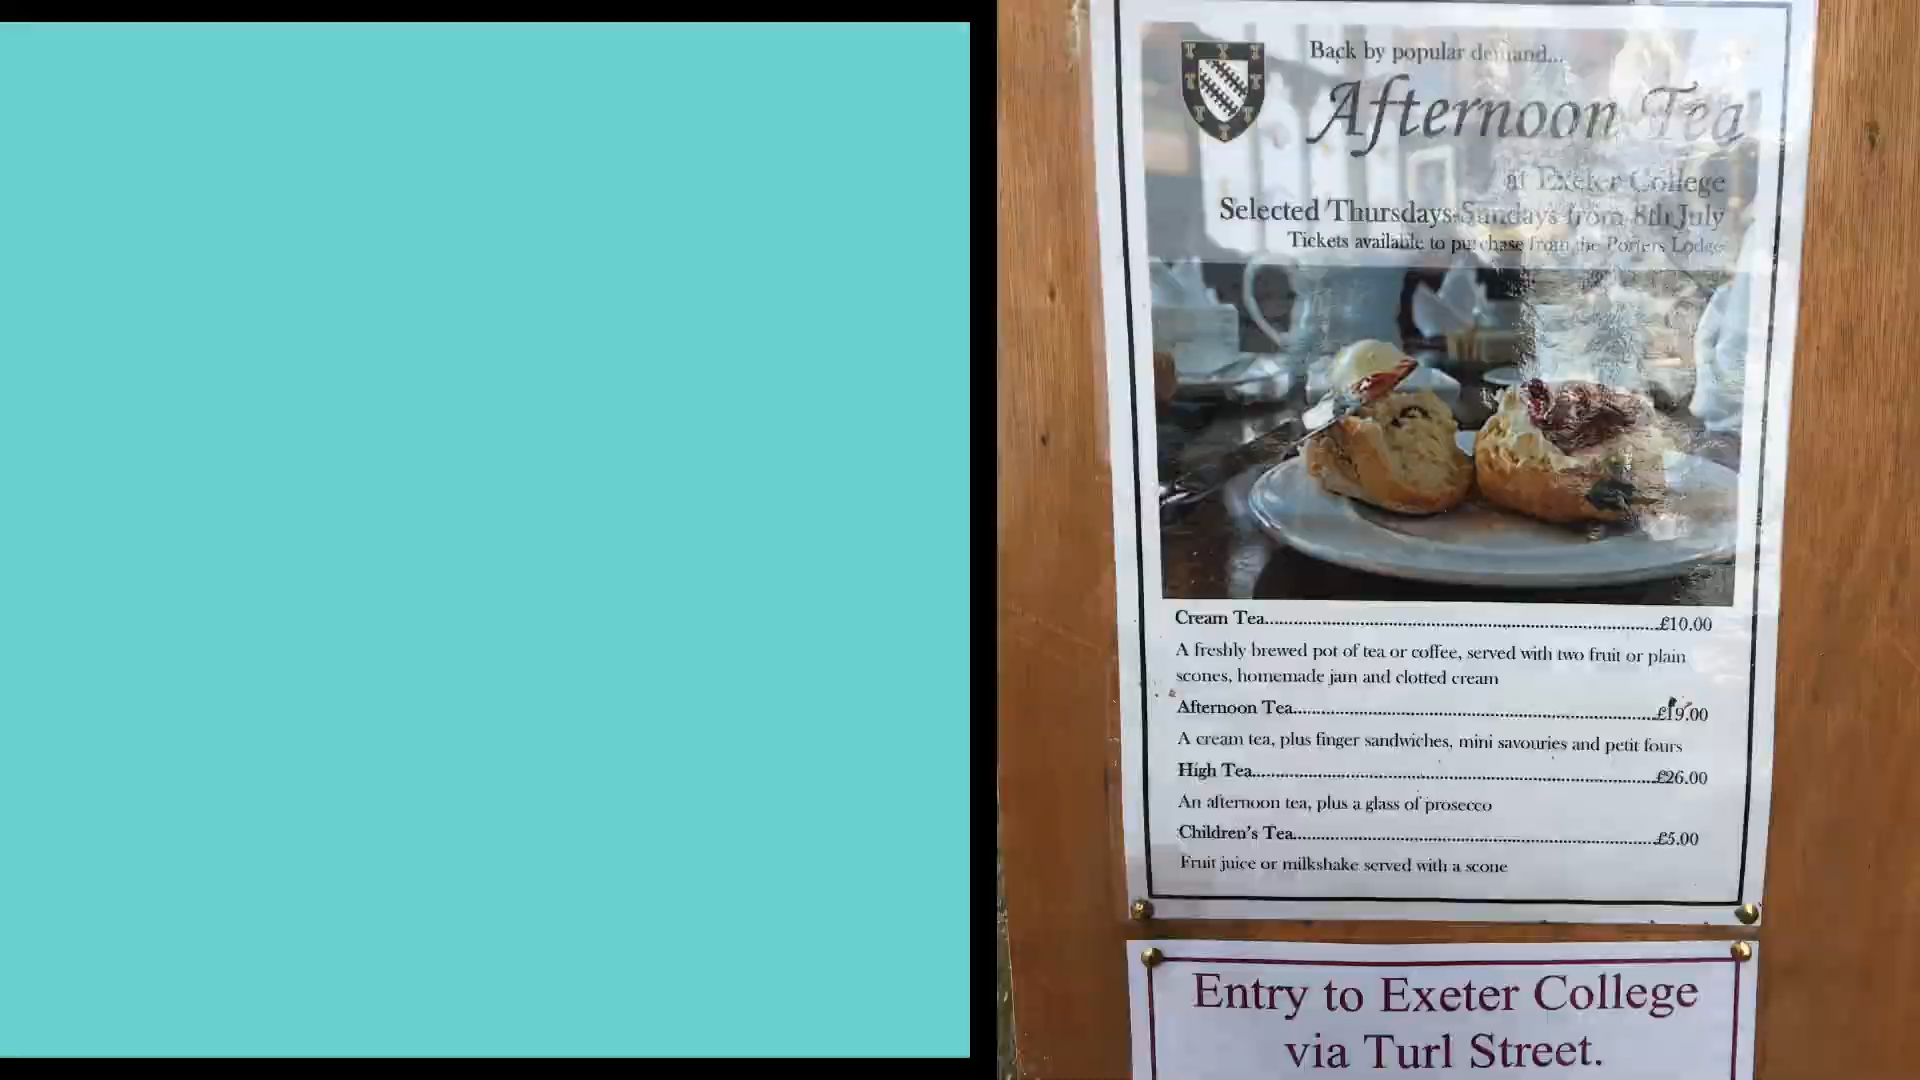 Back by popular demand...
Afternoon Tea
at Exeter College
Selected Thursdays-Sundays from 8th July
Tickets available to purchase from the Porters Lodge
Cream Tea..........£10.00
A freshly brewed pot of tea or coffee, served with two fruit or plain
scones, homemade jam and clotted cream
Afternoon Tea..........£19.00
A cream tea, plus finger sandwiches, mini savouries and petit fours
High Tea..........£26.00
An afternoon tea, plus a glass of prosecco
Children's Tea..........£5.00
Fruit juice or milkshake served with a scone
Entry to Exeter College
via Turl Street.